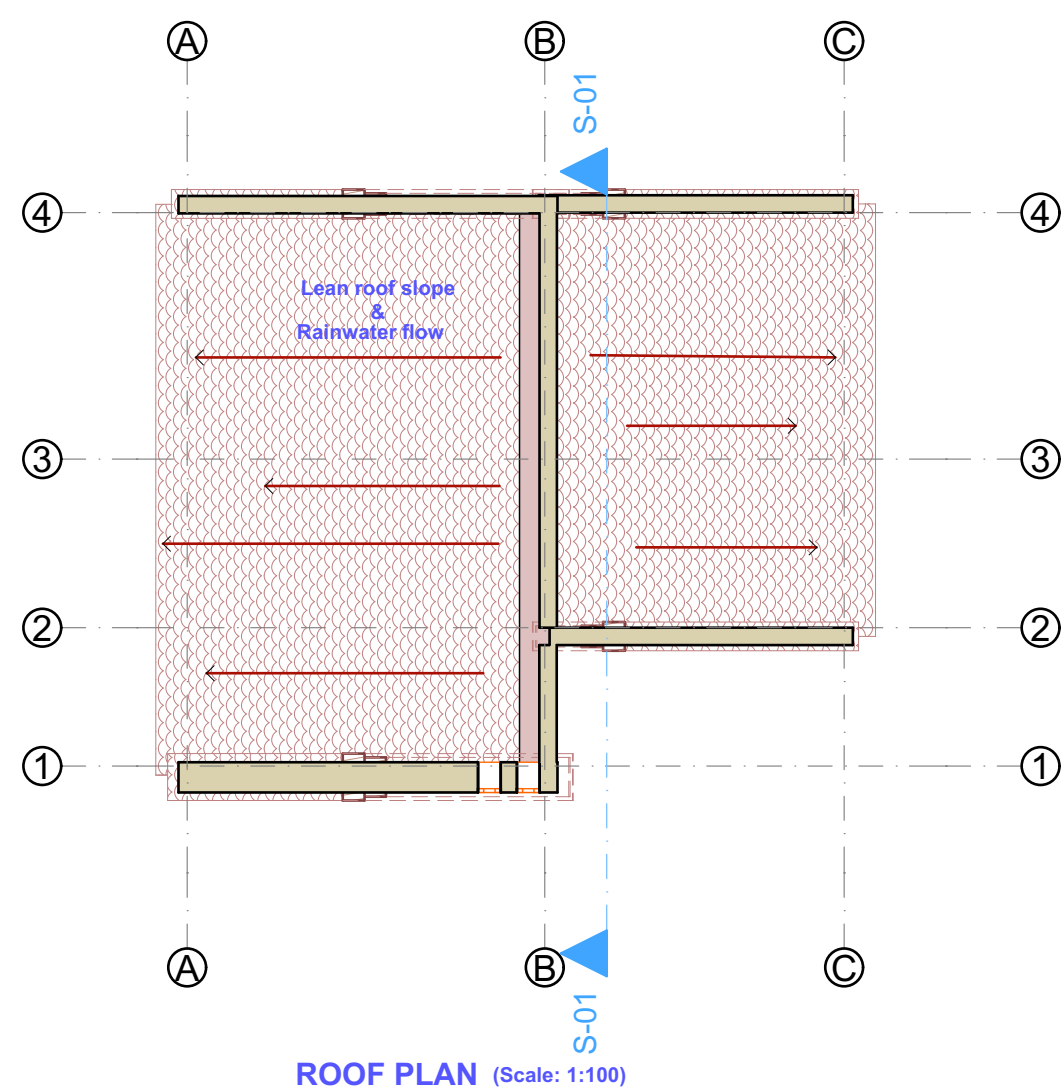 A B C
S-01
4 4
Lean roof slope
&
Rainwater flow
3 3
2 2
1 1
A B C
S-01
ROOF PLAN (Scale: 1:100)